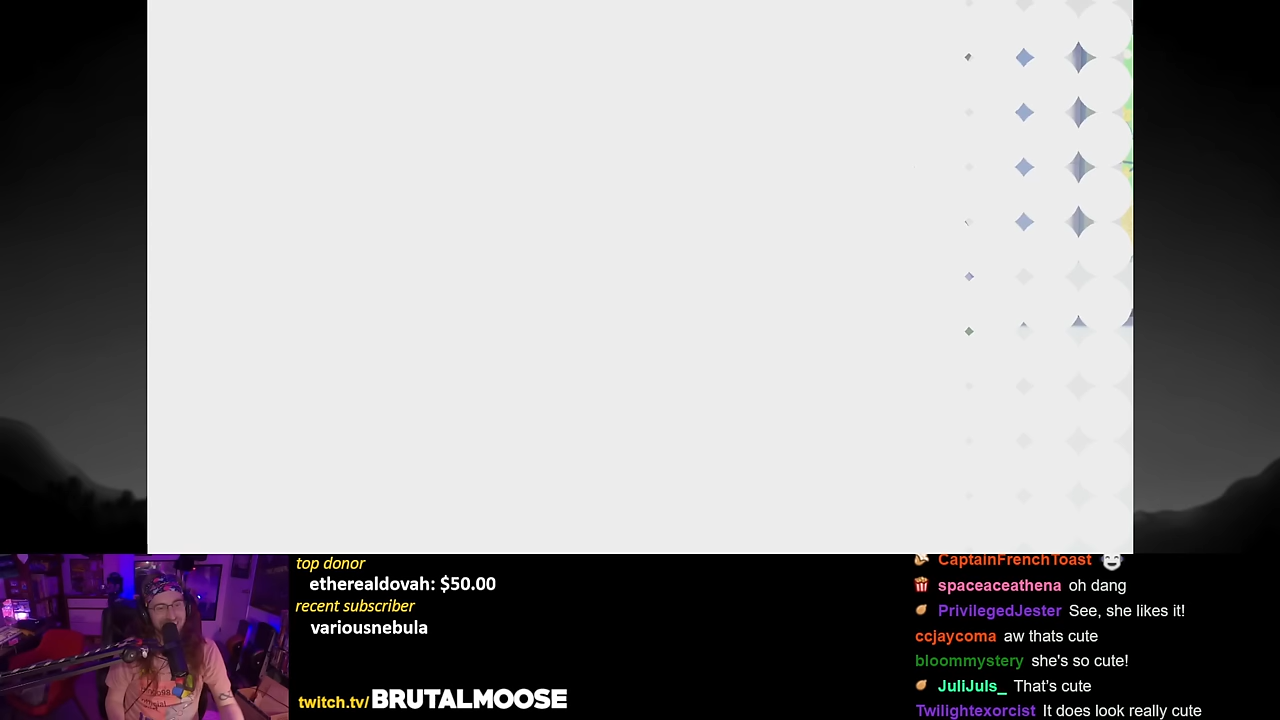 top donor
etherealdovah: $50.00
recent subscriber
variousnebula
twitch.tv/BRUTALMOOSE
CaptainFrenchToast
spaceaceathena oh dang
PrivilegedJester See, she likes it!
ccjaycoma aw thats cute
bloommystery she's so cute!
JuliJuls_ That's cute
Twilightexorcist It does look really cute